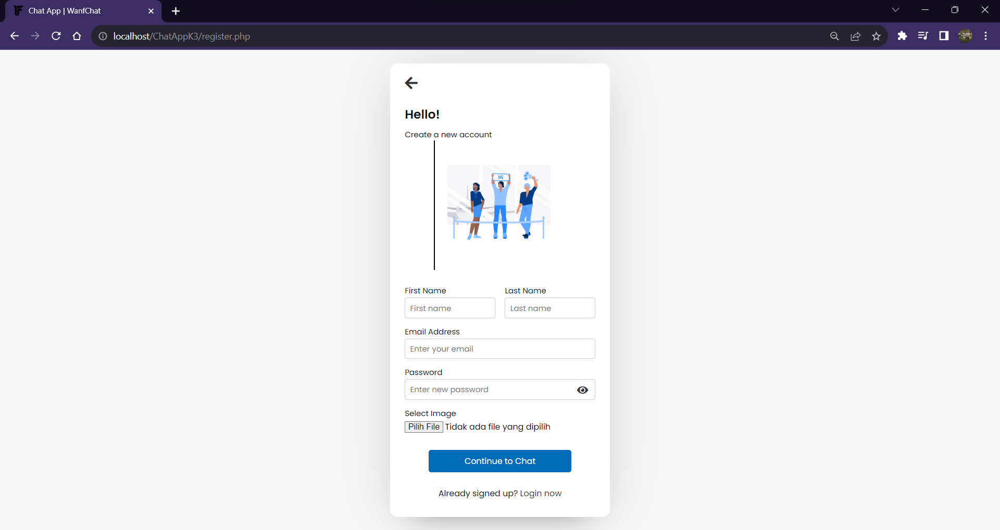 Chat App | WanfChat
localhost/ChatAppK3/register.php
Hello!
Create a new account
Hi
First Name
Last Name
First name
Last name
Email Address
Enter your email
Password
Enter new password
Select Image
Pilih File Tidak ada file yang dipilih
Continue to Chat
Already signed up? Login now